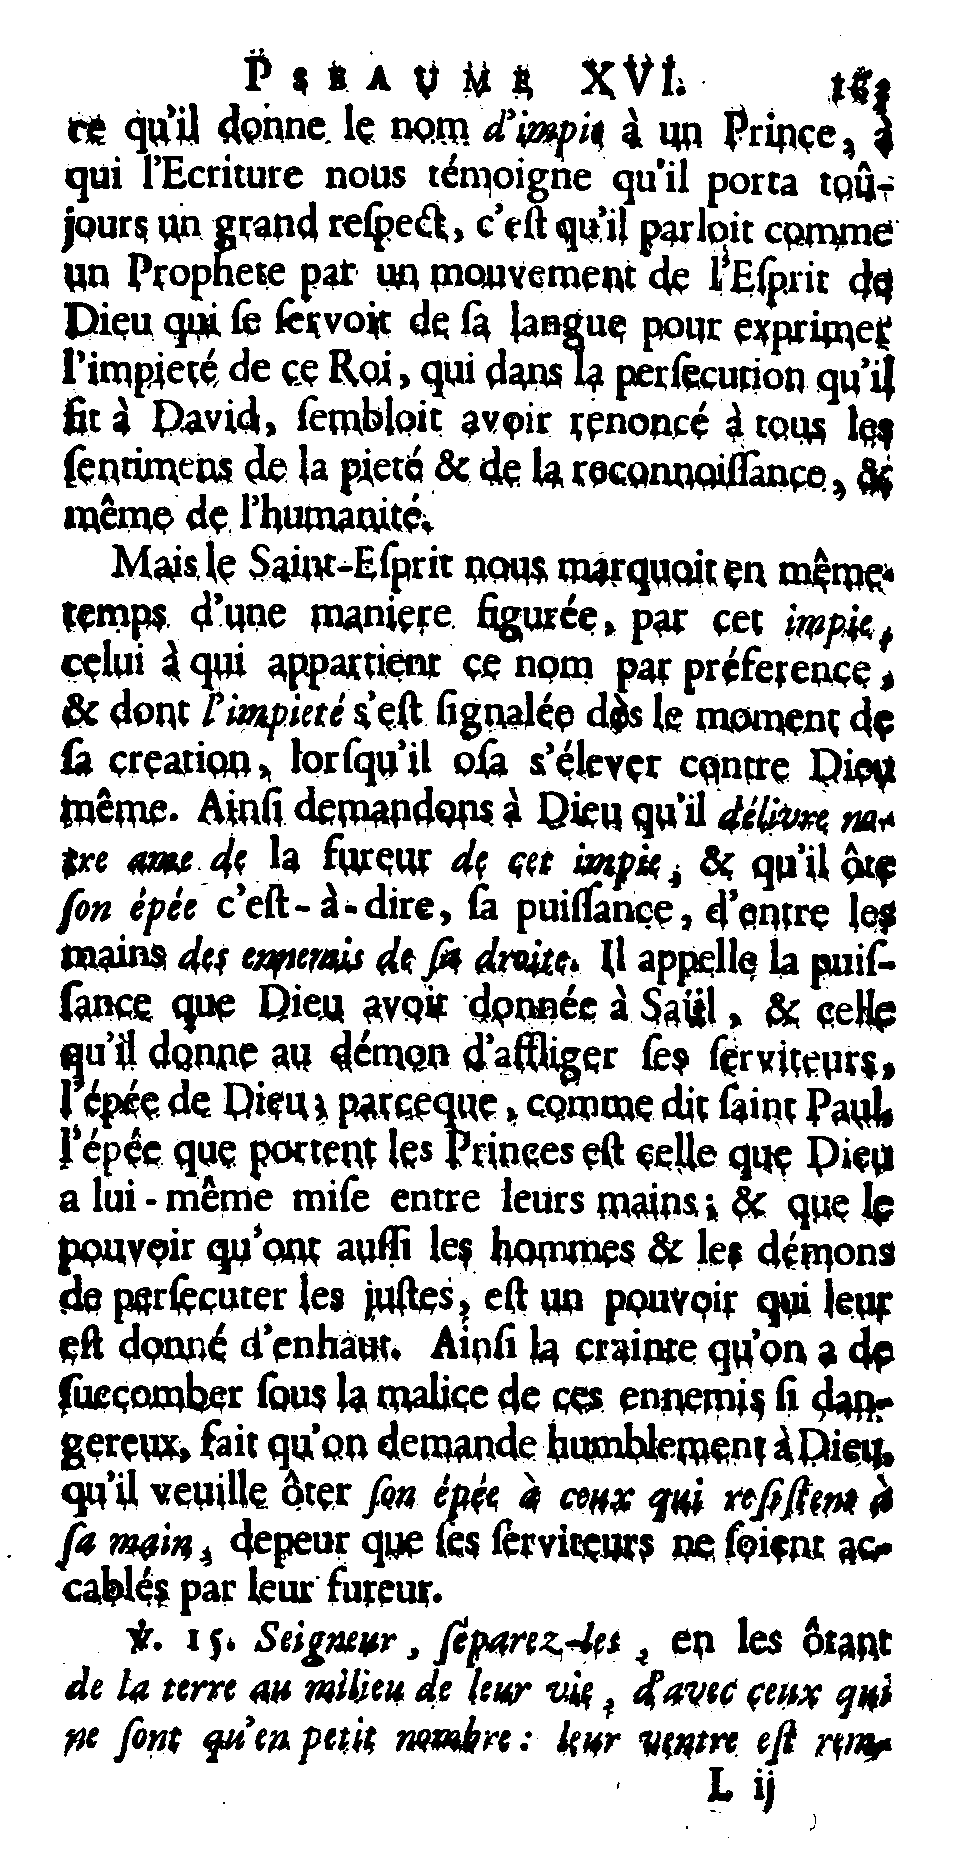 PSEAUME XVI. 163
re qu'il donne le nom d'impie à un Prince, à
qui l'Ecriture nous témoigne qu'il porta toû-
jours un grand reſpect, c'eſt qu'il parloit comme
un Prophete par un mouvement de l'Eſprit de
Dieu qui ſe ſervoit de ſa langue pour exprimer
l'impieté de ce Roi, qui dans la perſecution qu'il
fit à David, ſembloit avoir renoncé à tous les
ſentimens de la pieté & de la reconnoiſſance, &
même de l'humanité.
Mais le Saint-Eſprit nous marquoit en même-
temps d'une maniere figurée, par cet impie,
celui à qui appartient ce nom par préference,
& dont l'impieté s'eſt ſignalée dès le moment de
ſa creation, lorſqu'il oſa s'élever contre Dieu
même. Ainſi demandons à Dieu qu'il délivre no-
tre ame de la fureur de cet impie, & qu'il ôte
ſon épée c'eſt-à-dire, ſa puiſſance, d'entre les
mains des ennemis de ſa droite. Il appelle la puiſ-
ſance que Dieu avoit donnée à Saül, & celle
qu'il donne au démon d'affliger ſes ſerviteurs,
l'épée de Dieu; parceque, comme dit ſaint Paul,
l'épée que portent les Princes eſt celle que Dieu
a lui-même miſe entre leurs mains; & que le
pouvoir qu'ont auſſi les hommes & les démons
de perſecuter les juſtes, eſt un pouvoir qui leur
eſt donné d'enhaut. Ainſi la crainte qu'on a de
ſuccomber ſous la malice de ces ennemis ſi dan-
gereux, fait qu'on demande humblement à Dieu,
qu'il veuille ôter ſon épée à ceux qui reſiſtent à
ſa main, depeur que ſes ſerviteurs ne ſoient ac-
cablés par leur fureur.
℣. 15. Seigneur, ſéparez-les, en les ôtant
de la terre au milieu de leur vie, d'avec ceux qui
ne ſont qu'en petit nombre: leur ventre eſt rem-
L ij